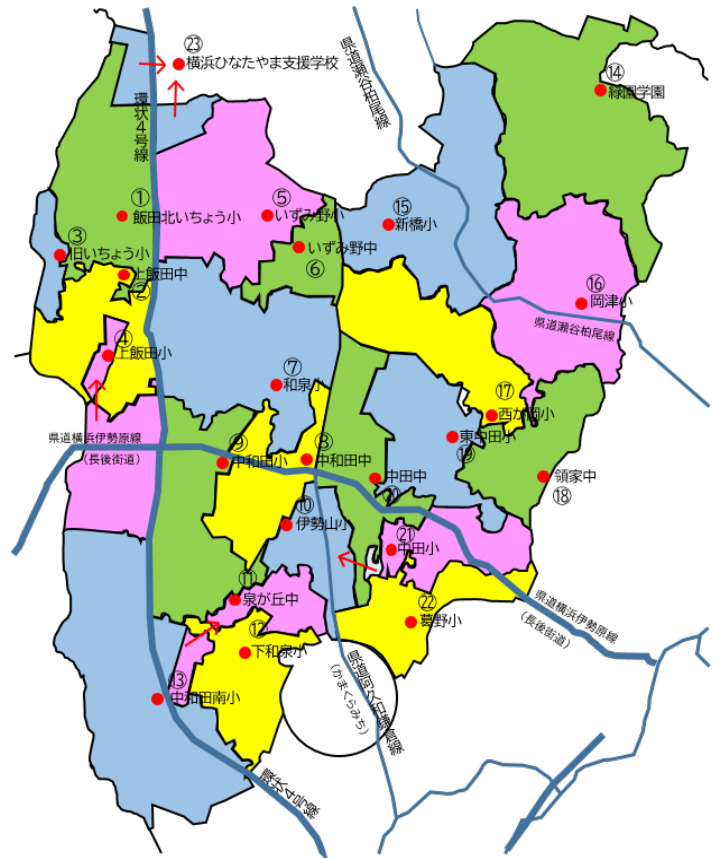 ㉓
横浜ひなたやま支援学校
環状４号線
県道瀬谷柏尾線
⑭
緑園学園
①
飯田北いちょう小
⑤
いずみ野小
⑮
新橋小
③
旧いちょう小
いずみ野中
⑥
上飯田中
②
⑯
岡津小
県道瀬谷柏尾線
④
上飯田小
⑦
和泉小
⑰
西が岡小
県道横浜伊勢原線
（長後街道）
⑨
中和田小
⑧
中和田中
東中田小
⑲
中田中
⑳
領家中
⑱
⑩
伊勢山小
㉑
中田小
⑪
泉が丘中
㉒
葛野小
県道横浜伊勢原線
（長後街道）
⑫
下和泉小
⑬
中和田南小
県道阿久和鎌倉線
（かまくらみち）
環状４号線